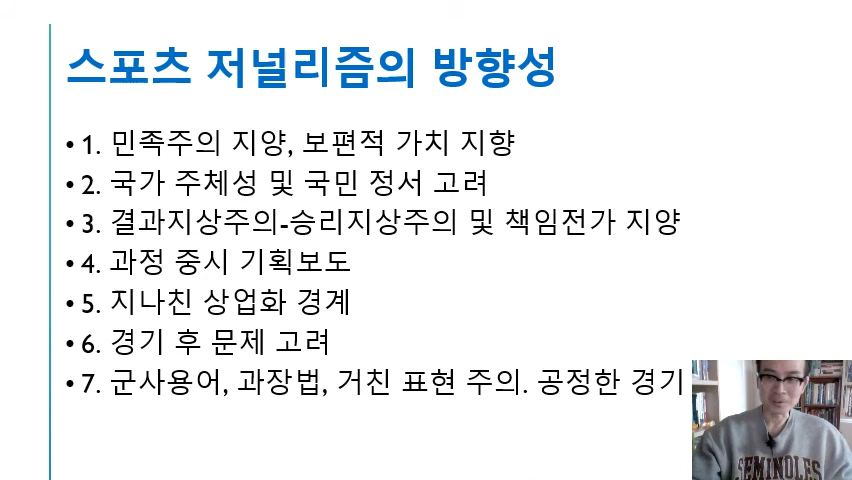 스포츠 저널리즘의 방향성
• 1. 민족주의 지양, 보편적 가치 지향
• 2. 국가 주체성 및 국민 정서 고려
• 3. 결과지상주의-승리지상주의 및 책임전가 지양
• 4. 과정 중시 기획보도
• 5. 지나친 상업화 경계
• 6. 경기 후 문제 고려
• 7. 군사용어, 과장법, 거친 표현 주의. 공정한 경기
SEMINOLES